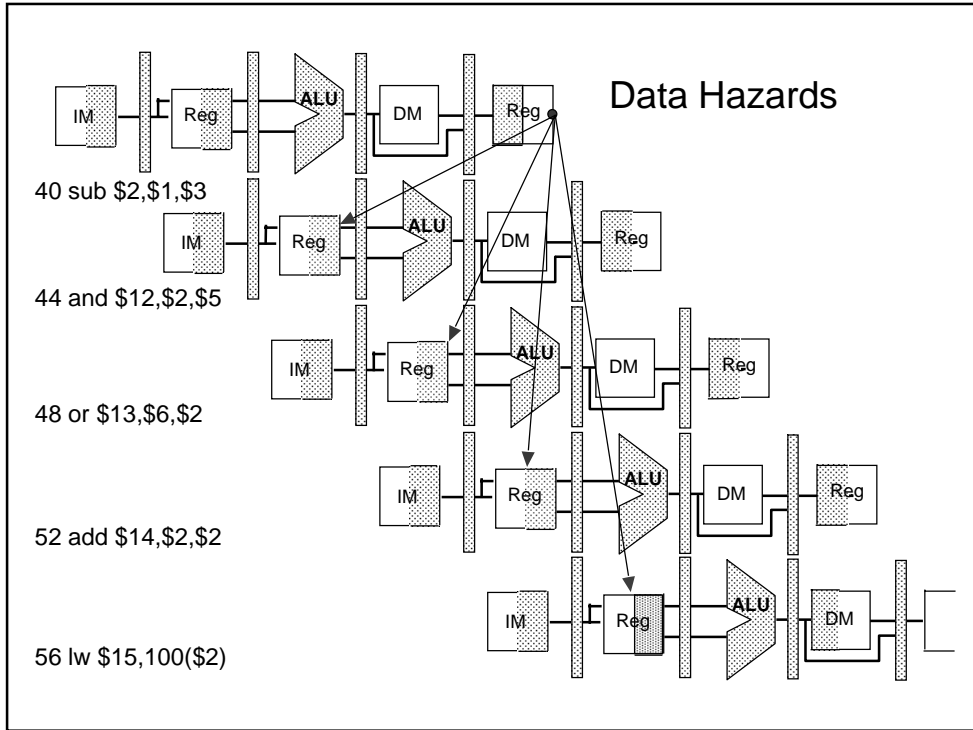 Data Hazards
IM Reg ALU DM Reg
40 sub $2,$1,$3
IM Reg ALU DM Reg
44 and $12,$2,$5
IM Reg ALU DM Reg
48 or $13,$6,$2
IM Reg ALU DM Reg
52 add $14,$2,$2
IM Reg ALU DM
56 lw $15,100($2)